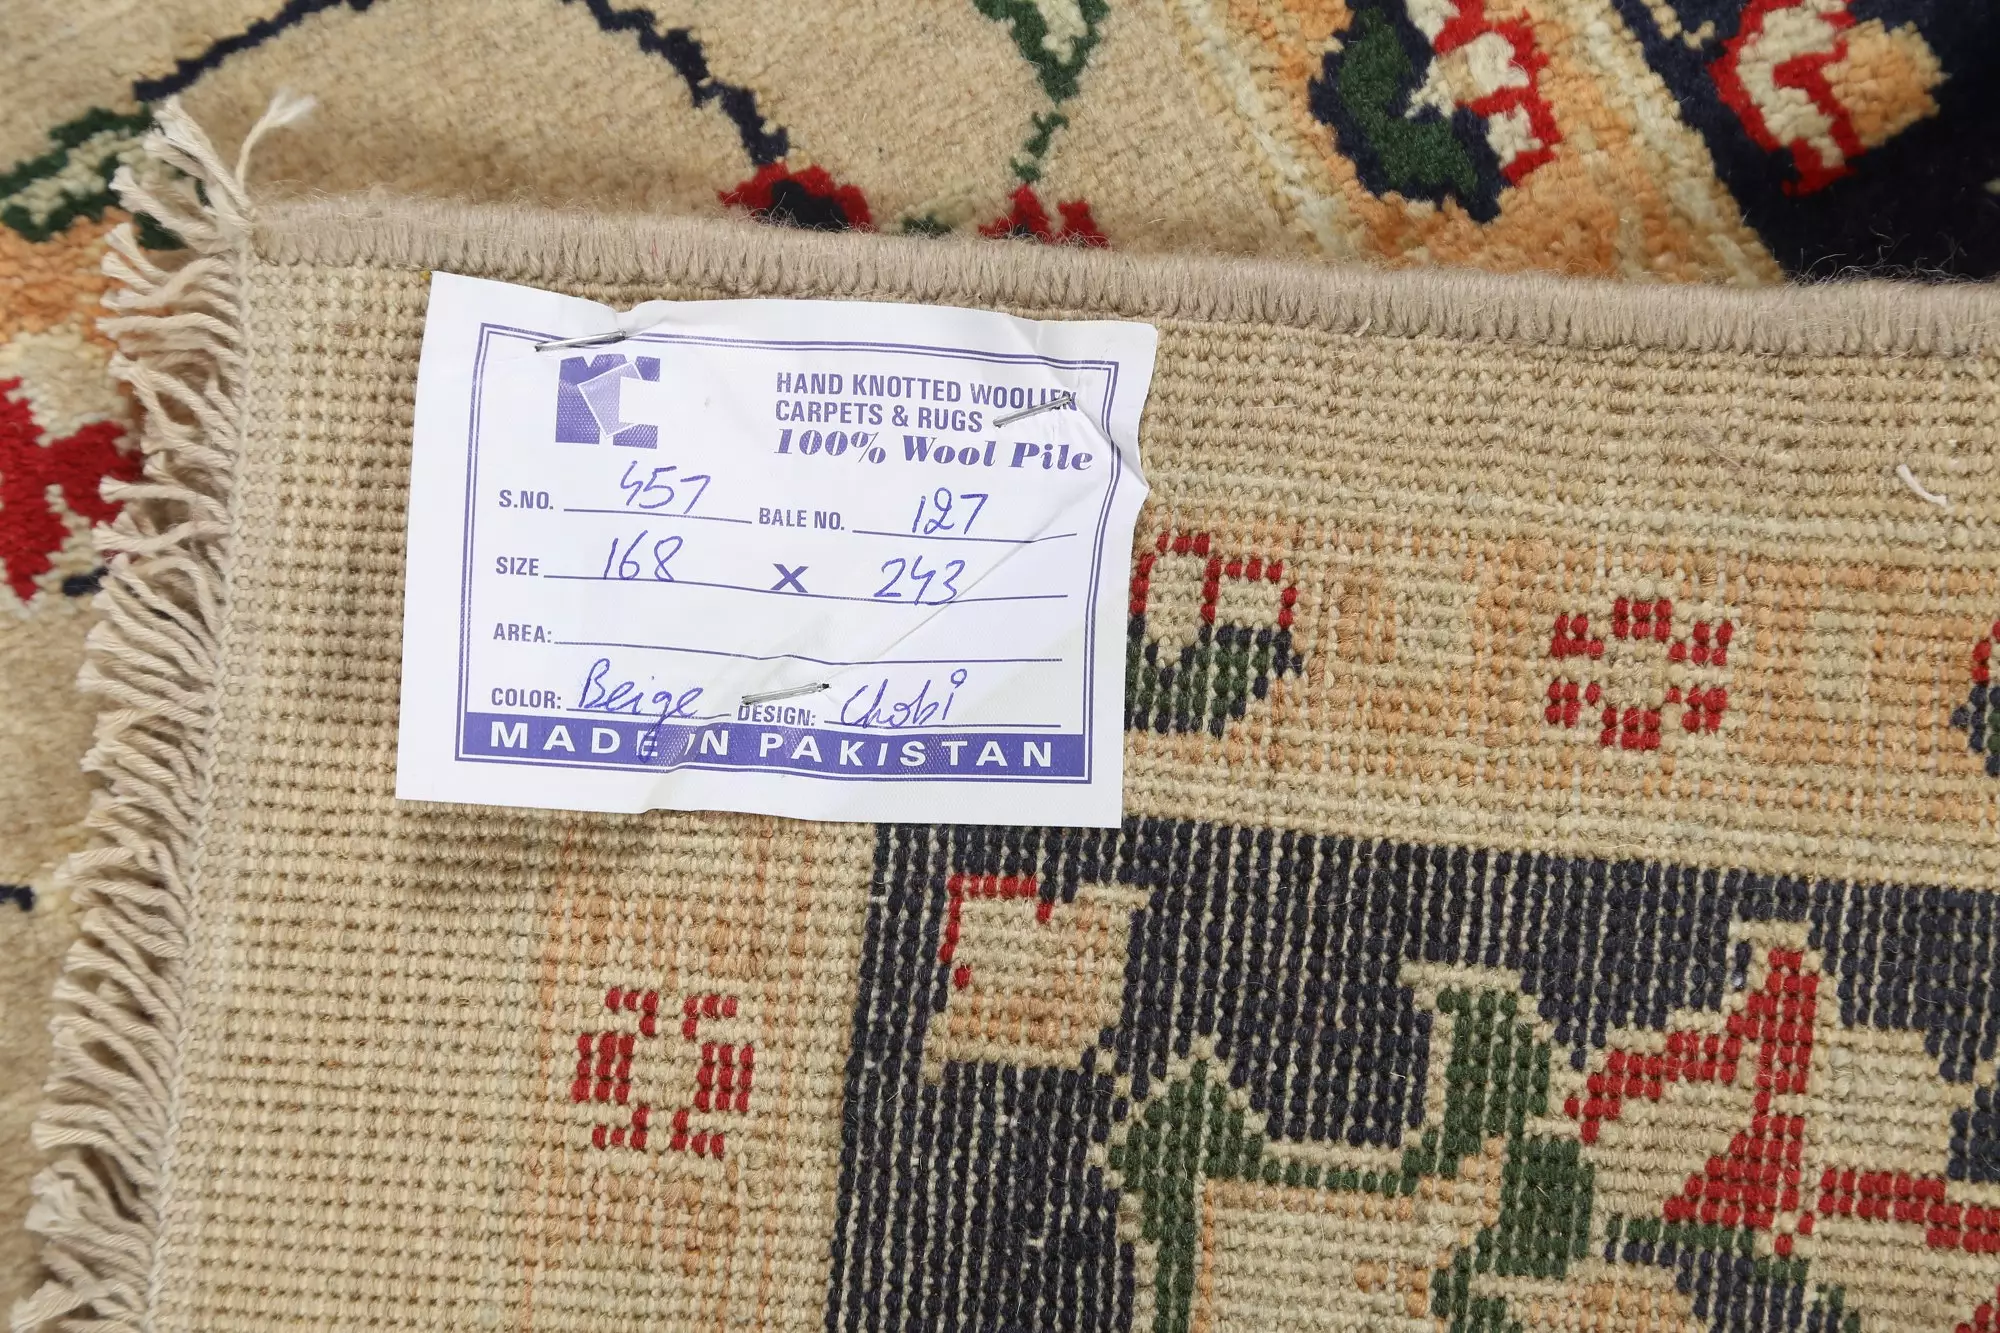 HAND KNOTTED WOOLLEN
CARPETS & RUGS
100% Wool Pile
S.NO. 457 BALE NO. 127
SIZE 168 X 243
AREA:
COLOR: Beige DESIGN: Chobi
MADE IN PAKISTAN